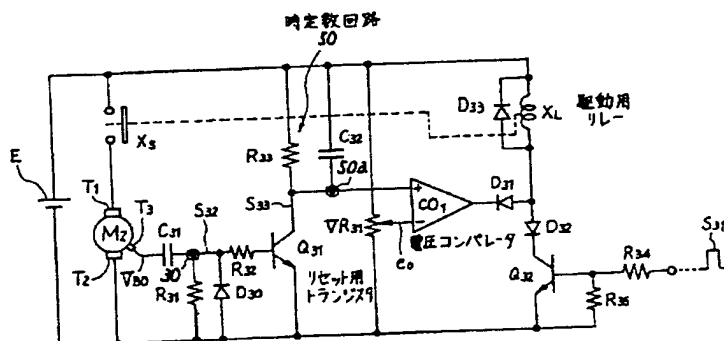 時定数回路
50
D33
XL
駆動用
リレー
XS
R33
C32
50a
E
T1
S33
D31
T3
MZ
C31
S32
Q31
VR31
CO1
電圧コンパレータ
D32
S31
T2
V30
30
R32
リセット用
トランジスタ
e0
Q32
R34
R31
D30
R35